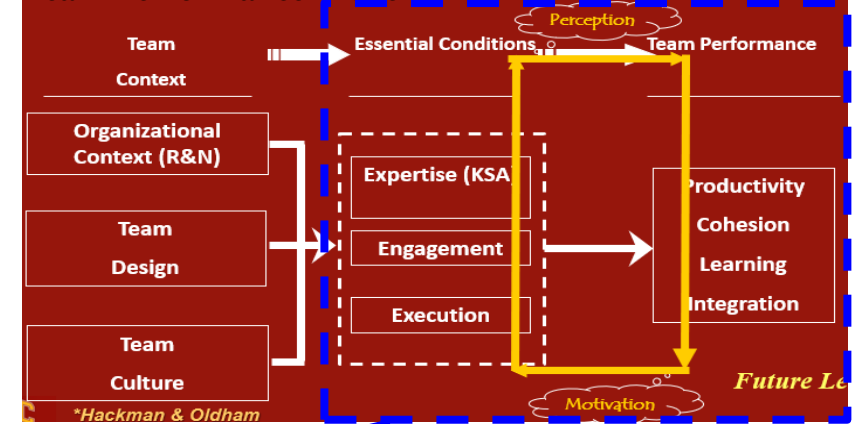 Perception
Team
Context
Essential Conditions
Team Performance
Organizational
Context (R&N)
Team
Design
Team
Culture
Expertise (KSA)
Engagement
Execution
Productivity
Cohesion
Learning
Integration
Motivation
Future Le
*Hackman & Oldham